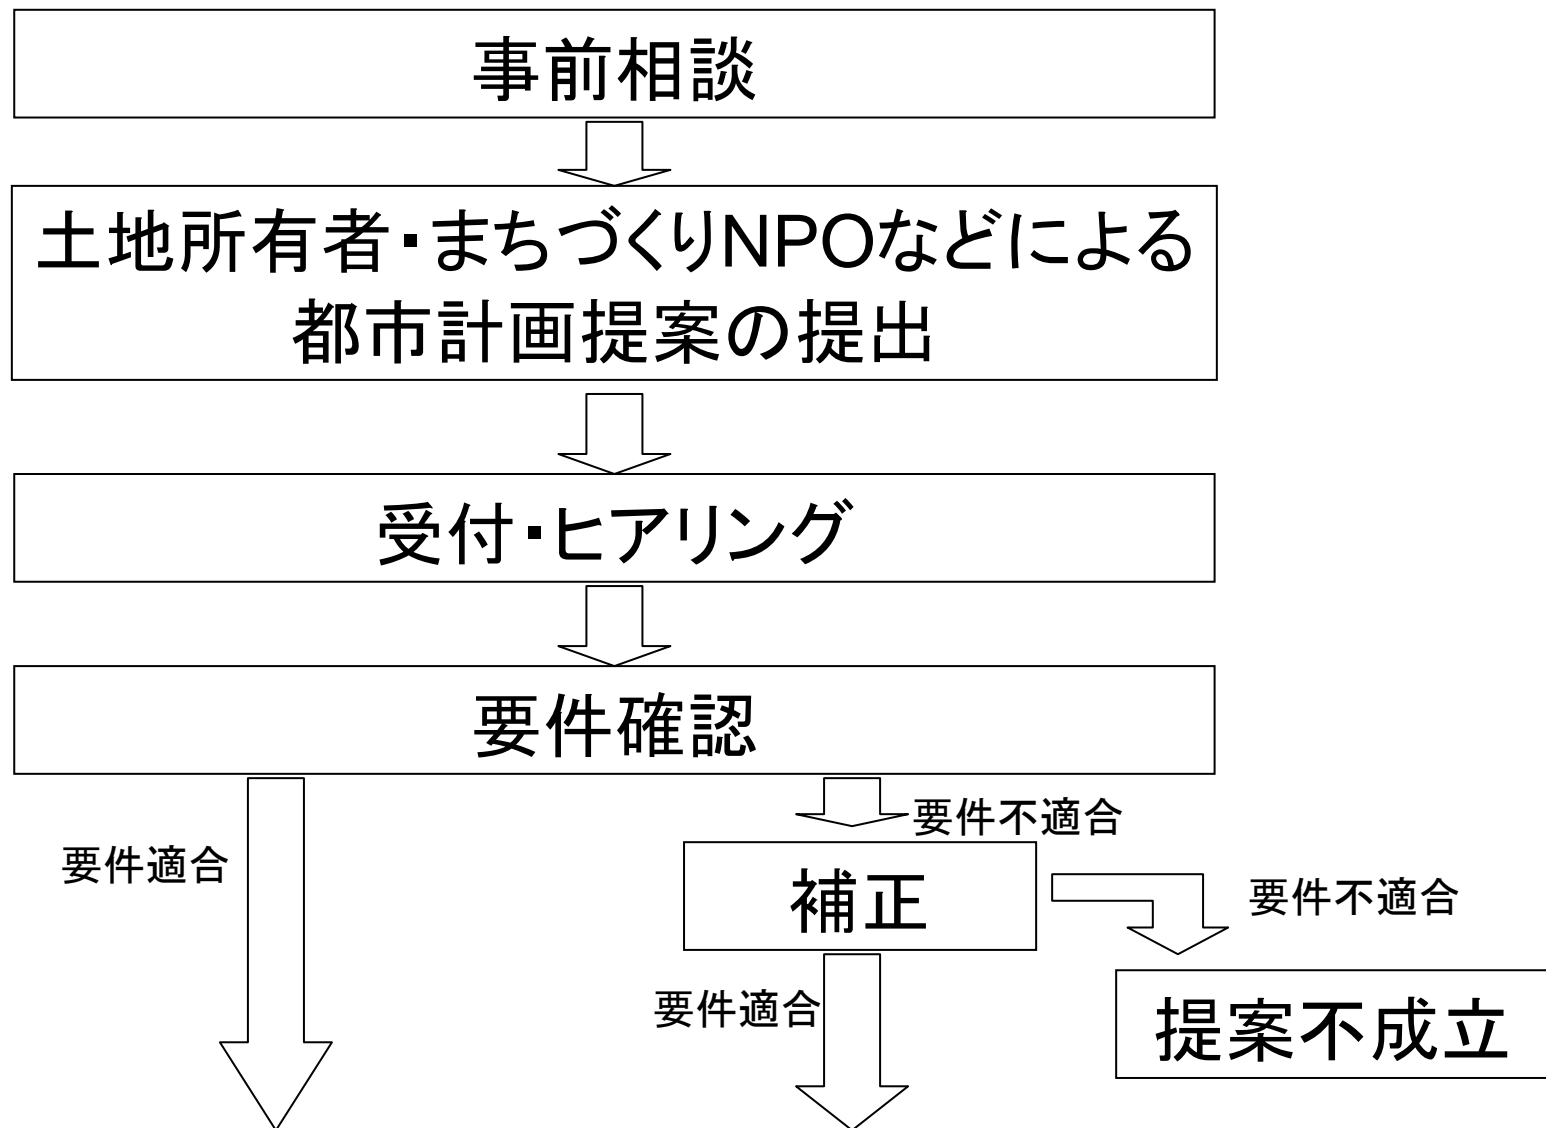 事前相談
土地所有者・まちづくりNPOなどによる
都市計画提案の提出
受付・ヒアリング
要件確認
要件不適合
要件適合
補正
要件不適合
要件適合
提案不成立